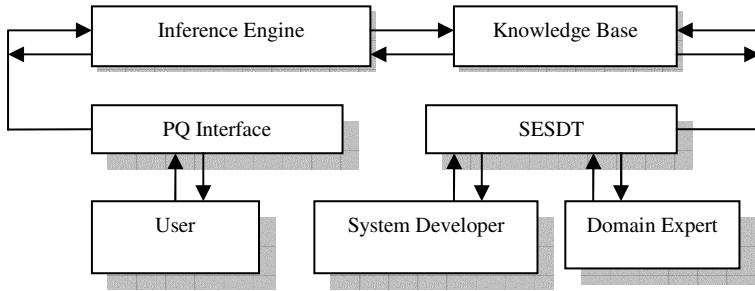 Inference Engine
Knowledge Base
PQ Interface
SESDT
User
System Developer
Domain Expert